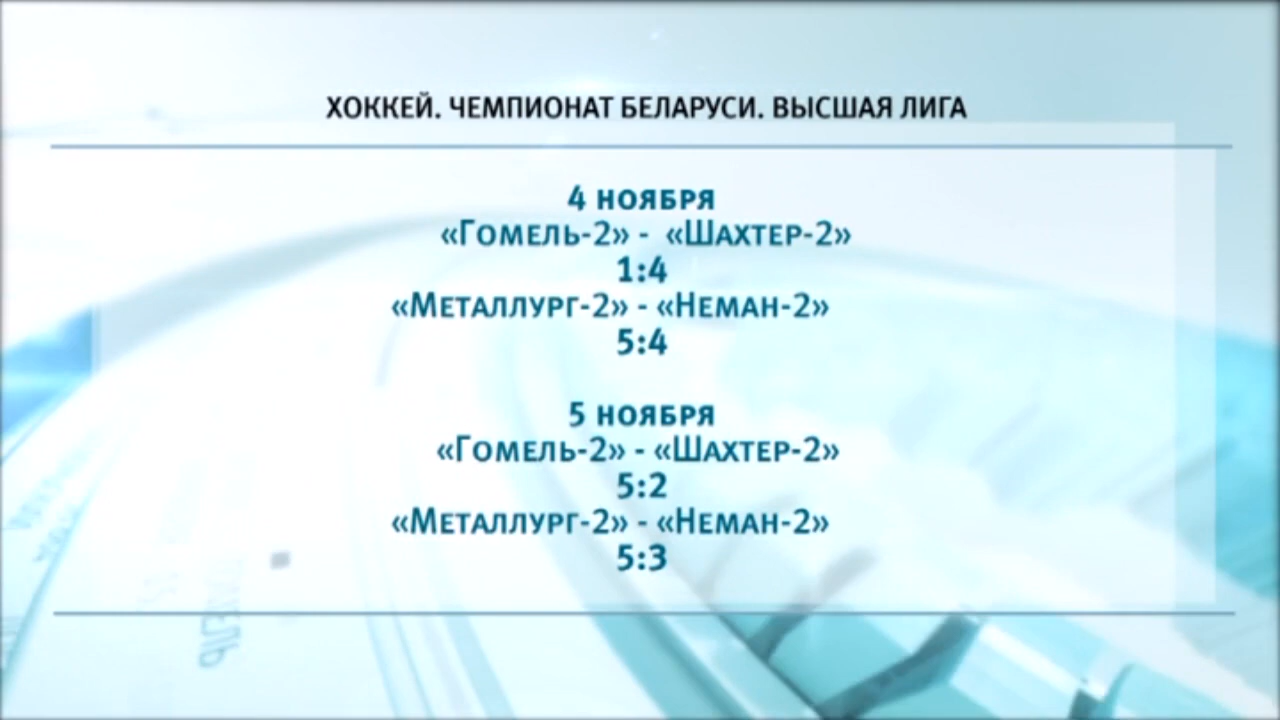 ХОККЕЙ. ЧЕМПИОНАТ БЕЛАРУСИ. ВЫСШАЯ ЛИГА
4 НОЯБРЯ
«ГОМЕЛЬ-2» - «ШАХТЕР-2»
1:4
«МЕТАЛЛУРГ-2» - «НЕМАН-2»
5:4
5 НОЯБРЯ
«ГОМЕЛЬ-2» - «ШАХТЕР-2»
5:2
«МЕТАЛЛУРГ-2» - «НЕМАН-2»
5:3